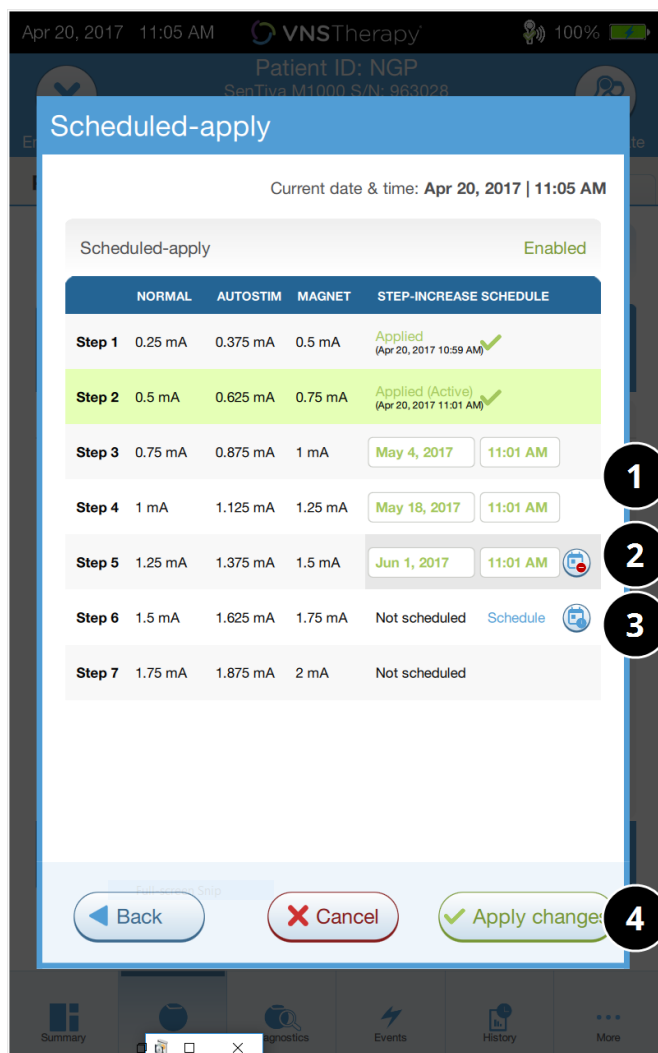 Apr 20, 2017 11:05 AM VNSTherapy 100%
Patient ID: NGP
SenTiva M1000 S/N: 963028
Scheduled-apply
Current date & time: Apr 20, 2017 | 11:05 AM
Scheduled-apply Enabled
NORMAL AUTOSTIM MAGNET STEP-INCREASE SCHEDULE
Step 1 0.25 mA 0.375 mA 0.5 mA Applied
(Apr 20, 2017 10:59 AM)
Step 2 0.5 mA 0.625 mA 0.75 mA Applied (Active)
(Apr 20, 2017 11:01 AM)
Step 3 0.75 mA 0.875 mA 1 mA May 4, 2017 11:01 AM
1
Step 4 1 mA 1.125 mA 1.25 mA May 18, 2017 11:01 AM
Step 5 1.25 mA 1.375 mA 1.5 mA Jun 1, 2017 11:01 AM 2
Step 6 1.5 mA 1.625 mA 1.75 mA Not scheduled Schedule 3
Step 7 1.75 mA 1.875 mA 2 mA Not scheduled
Full-screen Snip
Back Cancel Apply changes 4
Summary agnostics Events History More